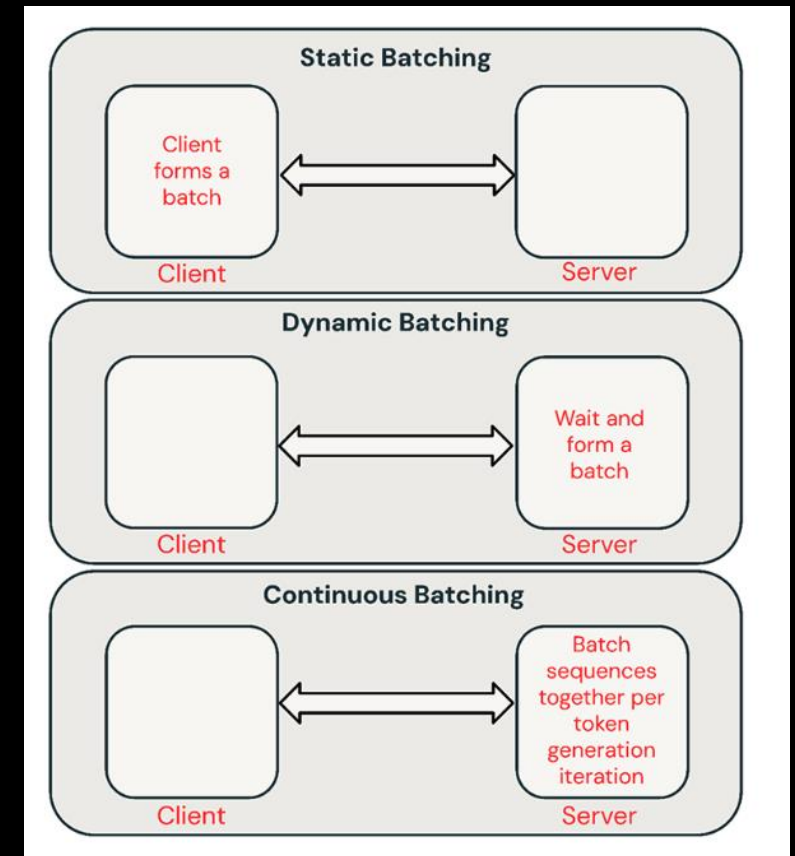 Static Batching
Client
forms a
batch
Client
Server
Dynamic Batching
Wait and
form a
batch
Client
Server
Continuous Batching
Batch
sequences
together per
token
generation
iteration
Client
Server